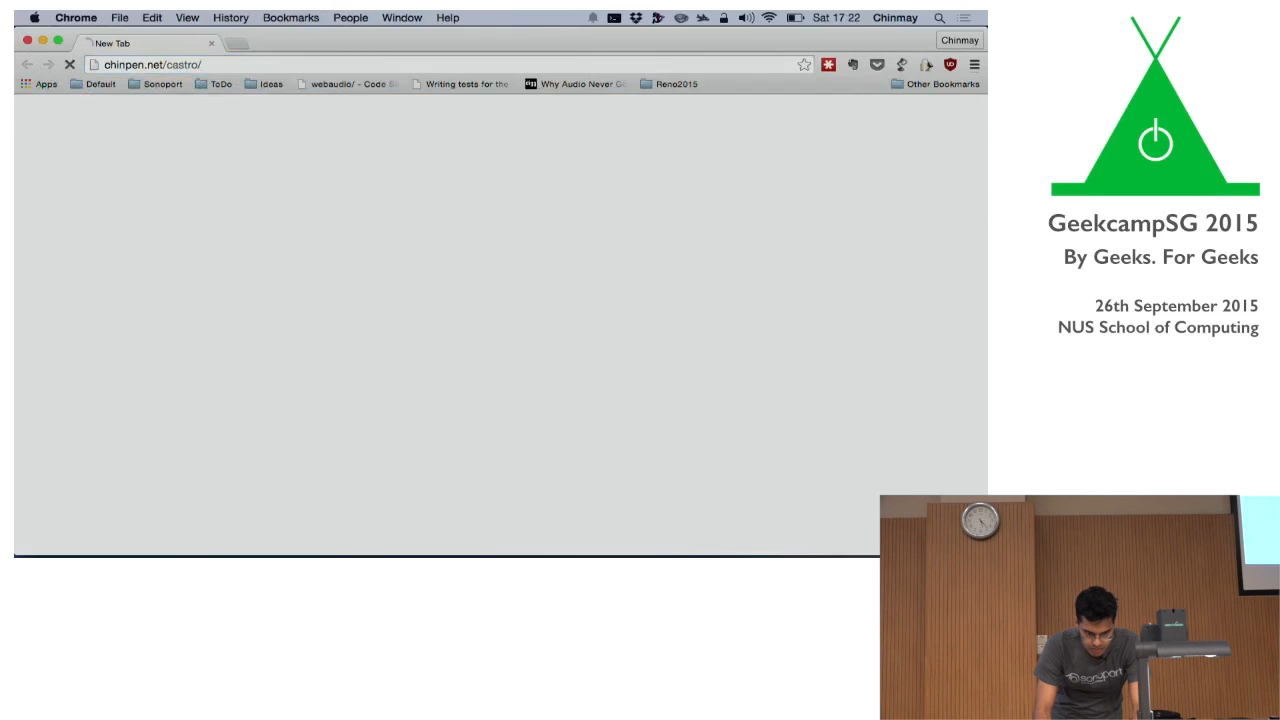 Chrome File Edit View History Bookmarks People Window Help Sat 17 22 Chinmay
New Tab
Chinmay
chinpen.net/castro/
Apps Default Sonoport ToDo Ideas webaudio/ - Code Writing tests for the Why Audio Never Reno2015 Other Bookmarks
GeekcampSG 2015
By Geeks. For Geeks
26th September 2015
NUS School of Computing
sonoport